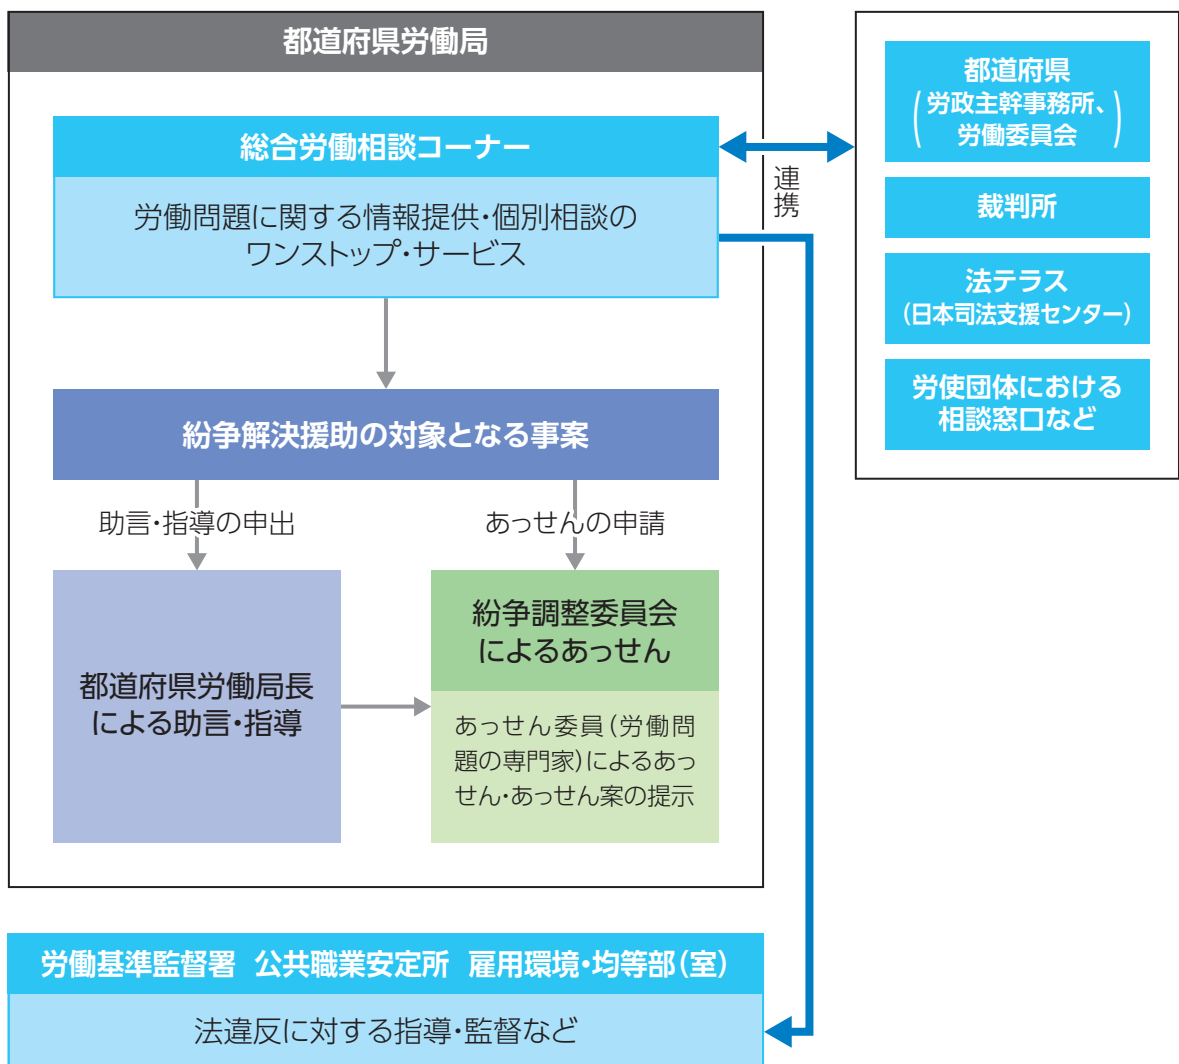 都道府県労働局
総合労働相談コーナー
労働問題に関する情報提供・個別相談の
ワンストップ・サービス
連携
都道府県
(労政主幹事務所、
労働委員会)
裁判所
法テラス
(日本司法支援センター)
労使団体における
相談窓口など
紛争解決援助の対象となる事案
助言・指導の申出
あっせんの申請
都道府県労働局長
による助言・指導
紛争調整委員会
によるあっせん
あっせん委員(労働問
題の専門家)によるあっ
せん・あっせん案の提示
労働基準監督署 公共職業安定所 雇用環境・均等部(室)
法違反に対する指導・監督など